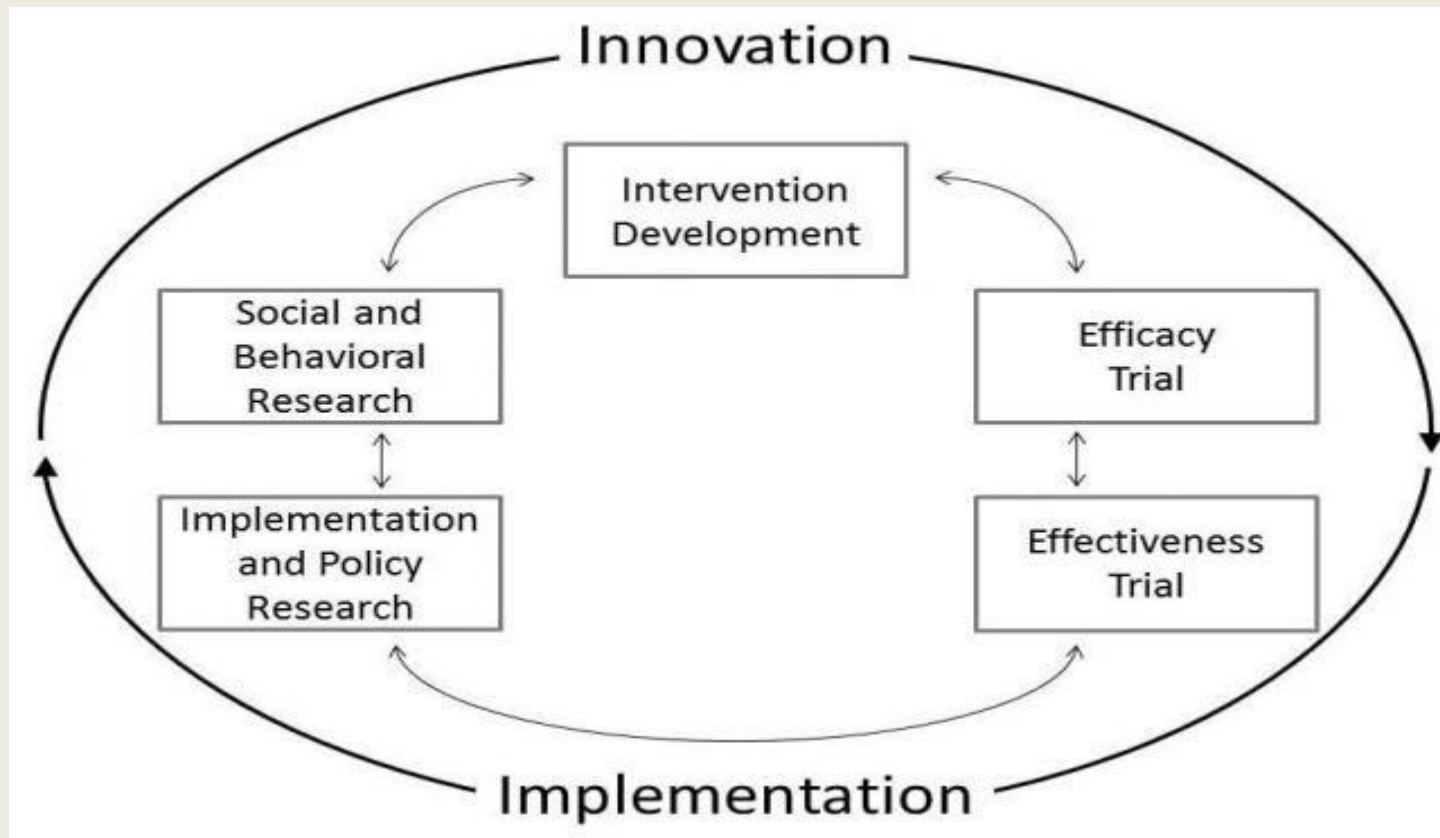 Innovation
Intervention
Development
Social and
Behavioral
Research
Efficacy
Trial
Implementation
and Policy
Research
Effectiveness
Trial
Implementation